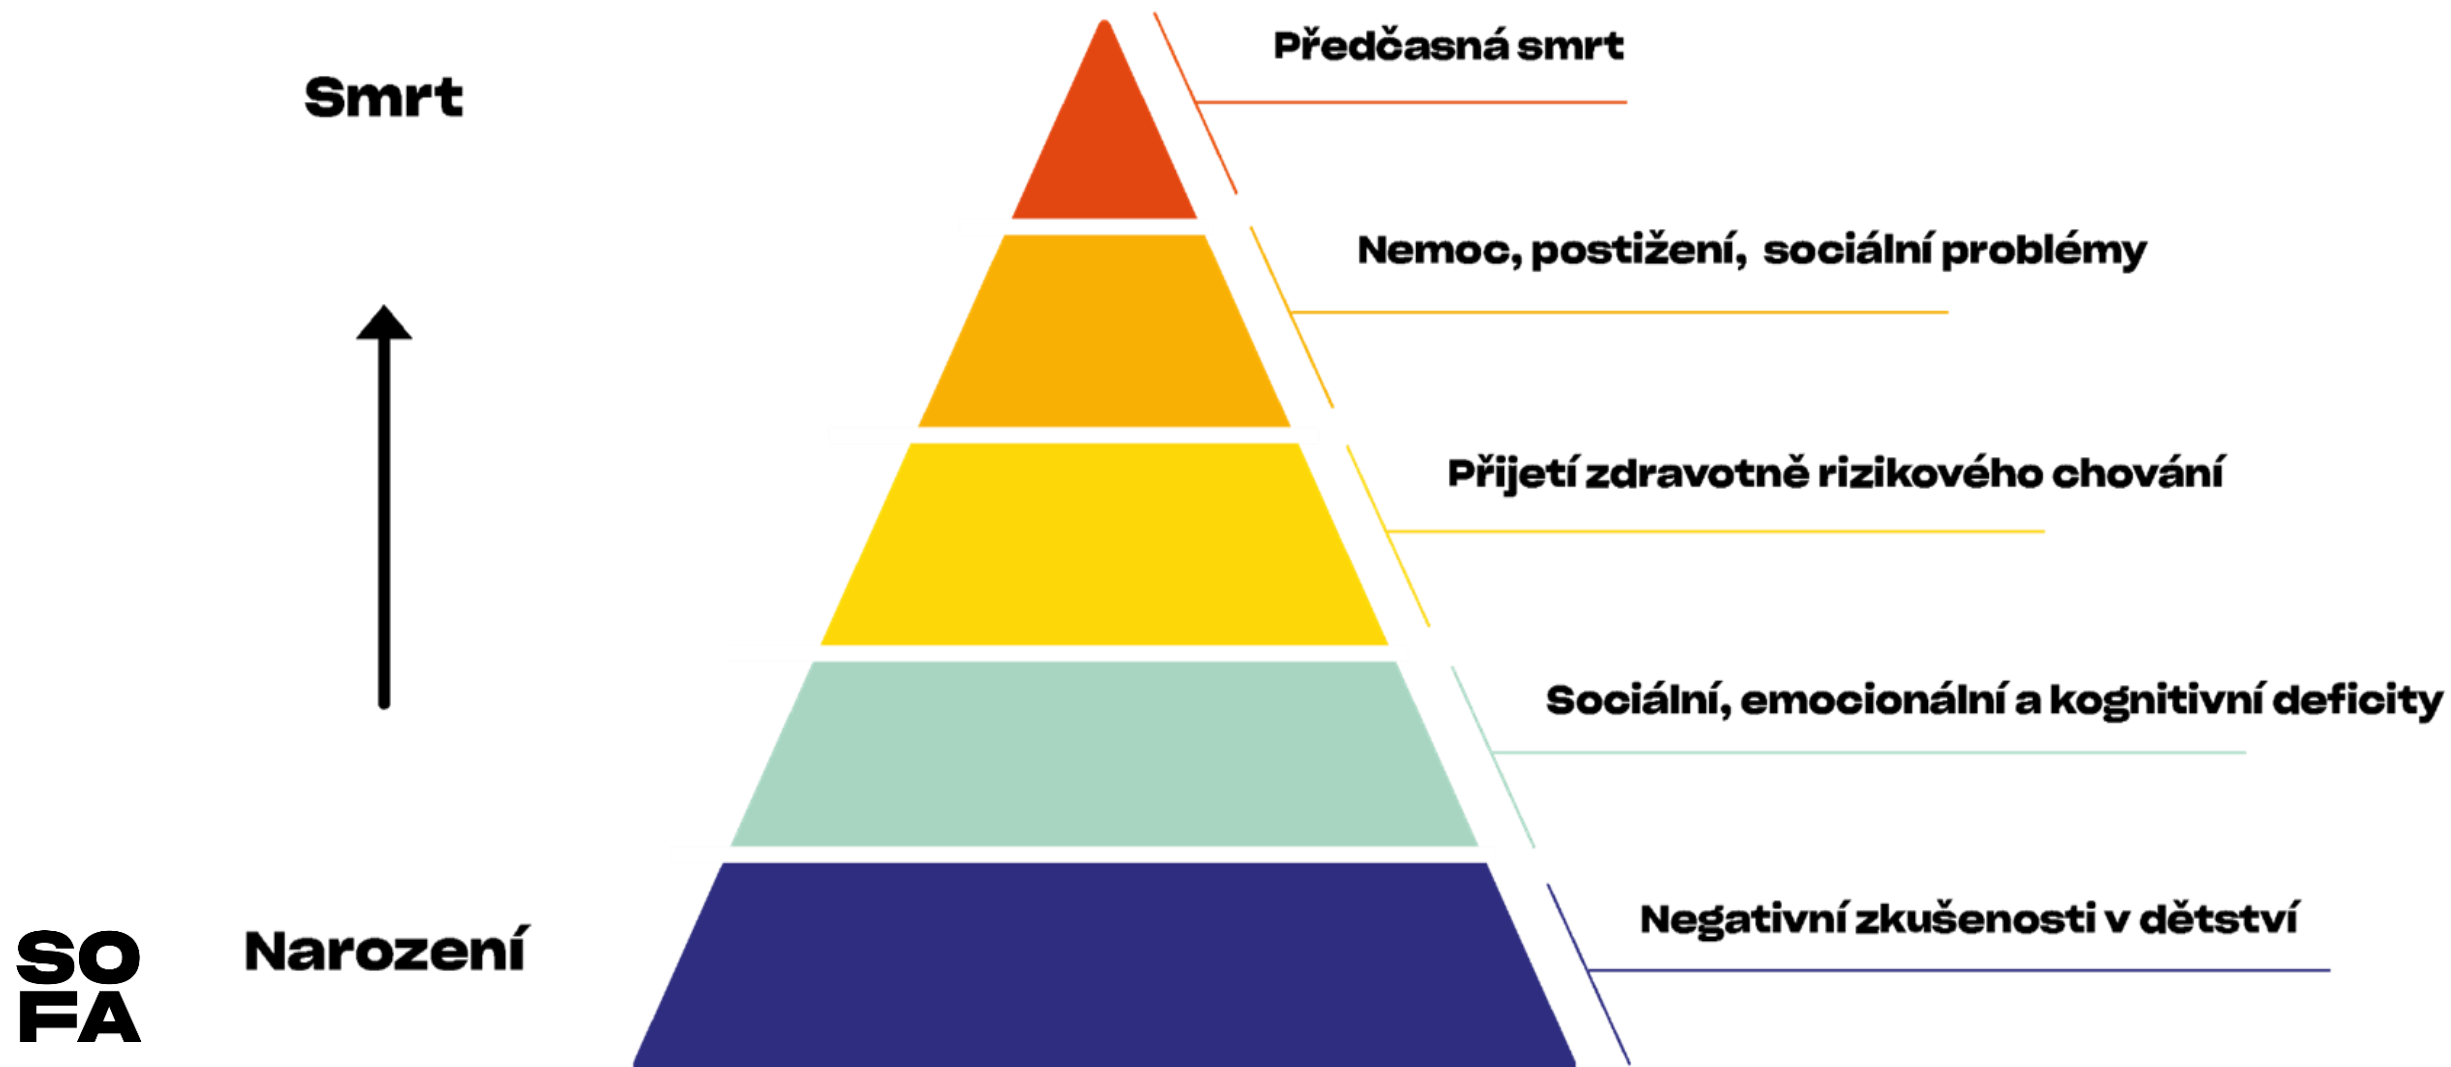 Smrt
Předčasná smrt
Nemoc, postižení, sociální problémy
Přijetí zdravotně rizikového chování
Sociální, emocionální a kognitivní deficity
Negativní zkušenosti v dětství
Narození
SO
FA